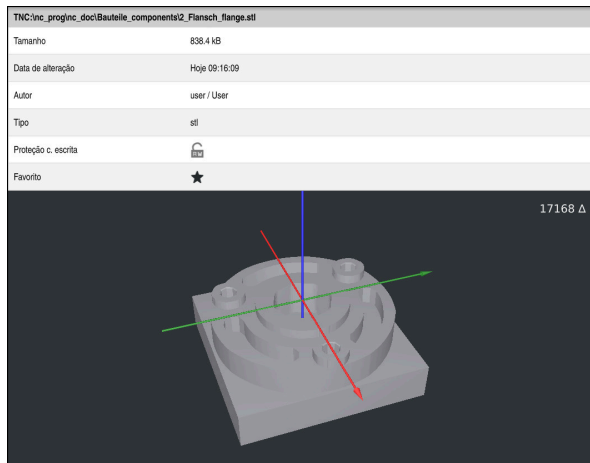 TNC:\nc_prog\nc_doc\Bauteile_components\2_Flansch_flange.stl
Tamanho 838.4 kB
Data de alteração Hoje 09:16:09
Autor user / User
Tipo stl
Proteção c. escrita
Favorito
17168 Δ